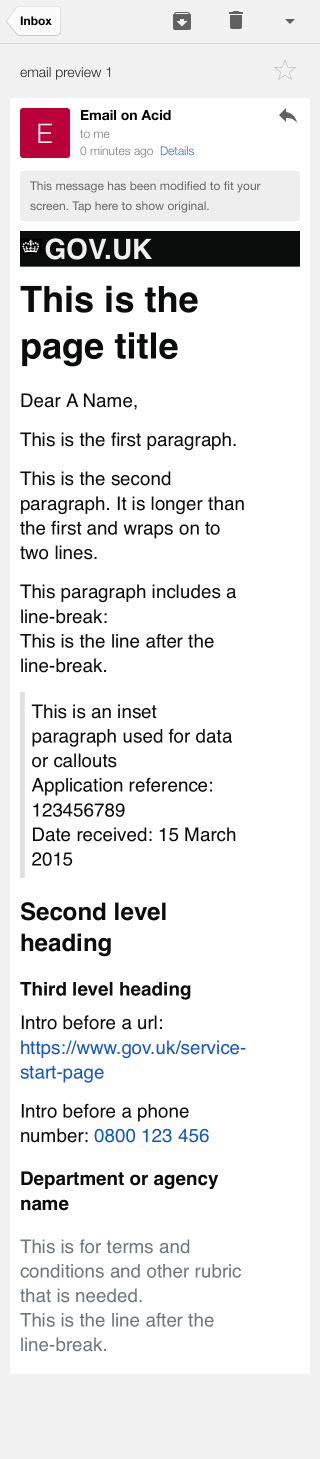 Inbox
email preview 1
E
Email on Acid
to me
0 minutes ago Details
This message has been modified to fit your
screen. Tap here to show original.
GOV.UK
This is the
page title
Dear A Name,
This is the first paragraph.
This is the second
paragraph. It is longer than
the first and wraps on to
two lines.
This paragraph includes a
line-break:
This is the line after the
line-break.
This is an inset
paragraph used for data
or callouts
Application reference:
123456789
Date received: 15 March
2015
Second level
heading
Third level heading
Intro before a url:
https://www.gov.uk/service-
start-page
Intro before a phone
number: 0800 123 456
Department or agency
name
This is for terms and
conditions and other rubric
that is needed.
This is the line after the
line-break.